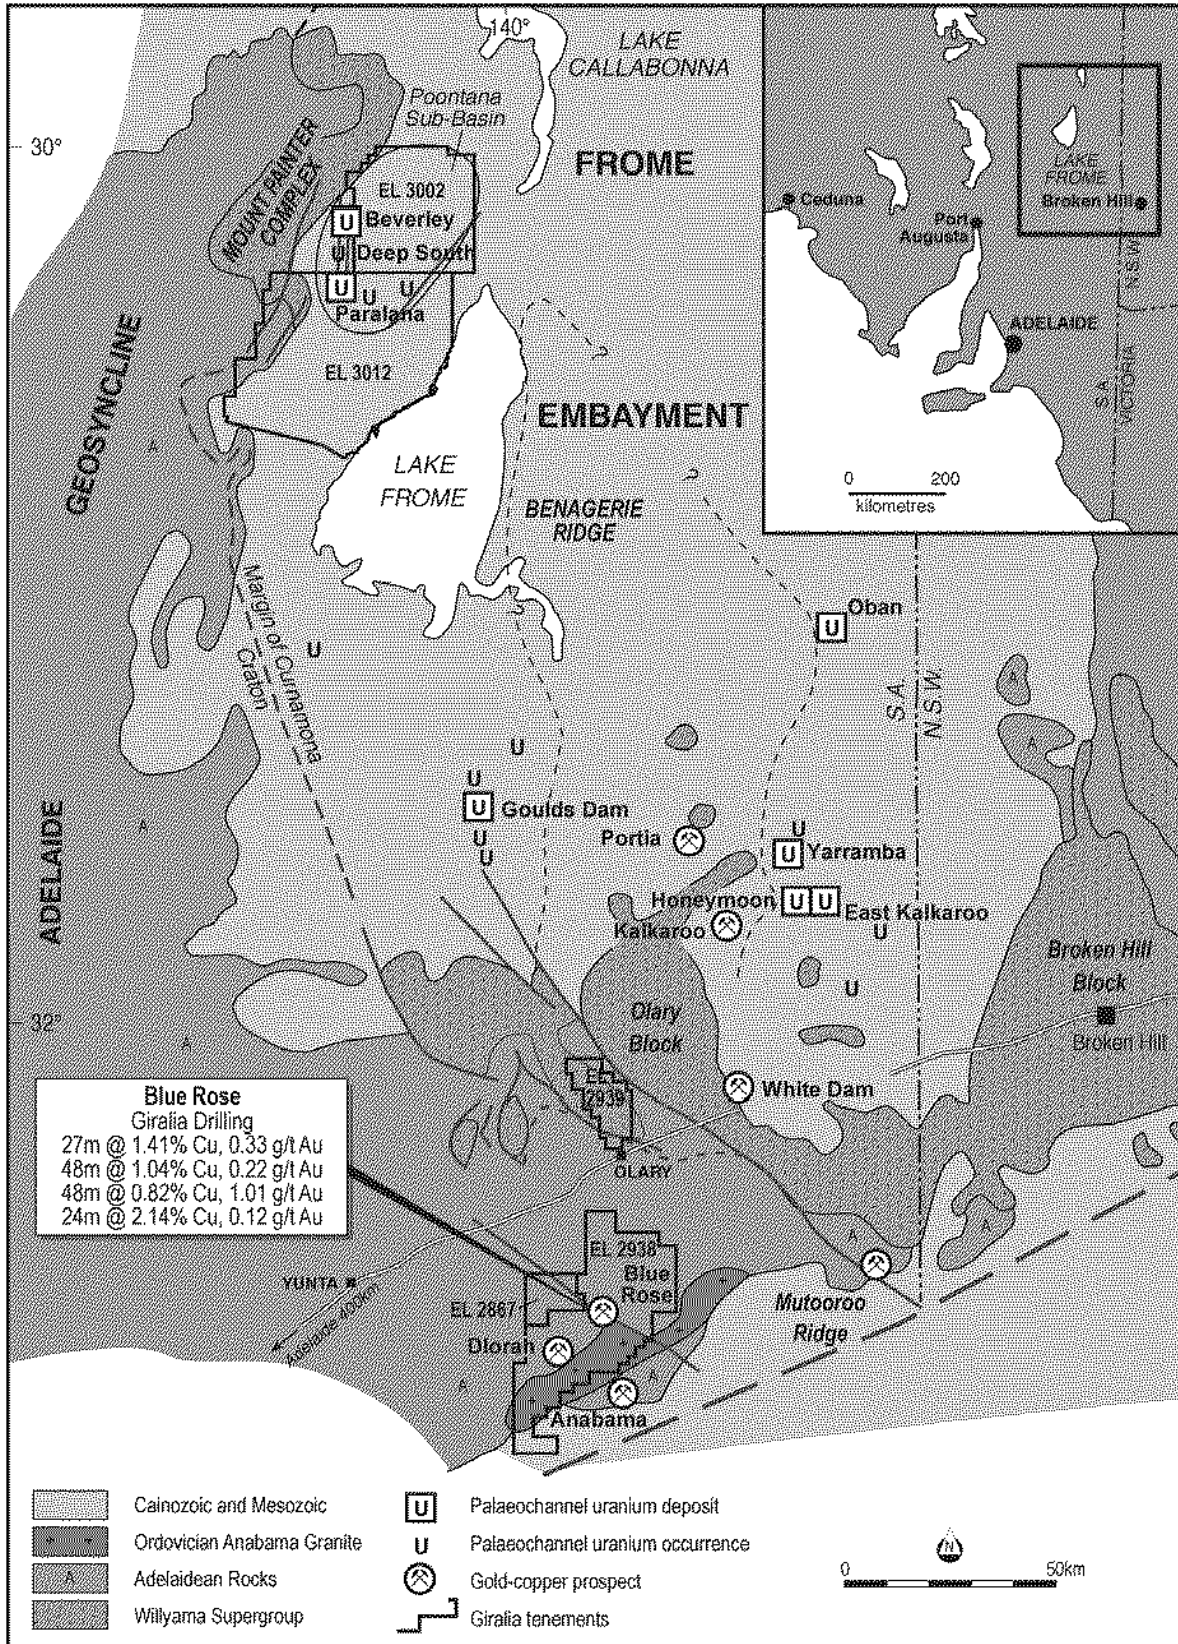 140°
LAKE
CALLABONNA
Poontana
Sub-Basin
30°
FROME
MOUNT PAINTER
COMPLEX
EL 3002
U
Beverley
U
Deep South
U
U
U
Paralana
EL 3012
GEOSYNCLINE
A
EMBAYMENT
LAKE
FROME
BENAGERIE
RIDGE
LAKE
FROME
Broken Hill
Ceduna
Port
Augusta
N.S.W.
ADELAIDE
S.A.
VICTORIA
0 200
kilometres
Margin of Curnamona
Craton
U
Oban
U
S.A.
N.S.W.
A
A
U
U
U
Goulds Dam
U
U
Portia
U
U
Yarramba
ADELAIDE
A
Honeymoon
U
U
East Kalkaroo
Kalkaroo
U
U
Broken Hill
Block
Broken Hill
Olary
Block
32°
A
EL
2939
White Dam
OLARY
Blue Rose
Giralia Drilling
27m @ 1.41% Cu, 0.33 g/t Au
48m @ 1.04% Cu, 0.22 g/t Au
48m @ 0.82% Cu, 1.01 g/t Au
24m @ 2.14% Cu, 0.12 g/t Au
A
A
YUNTA
Adelaide 400km
EL 2938
Blue
Rose
EL 2867
Mutooroo
Ridge
Dlorah
A
A
Anabama
Cainozoic and Mesozoic
Ordovician Anabama Granite
A
Adelaidean Rocks
Willyama Supergroup
U
Palaeochannel uranium deposit
U
Palaeochannel uranium occurrence
Gold-copper prospect
Giralia tenements
N
0 50km